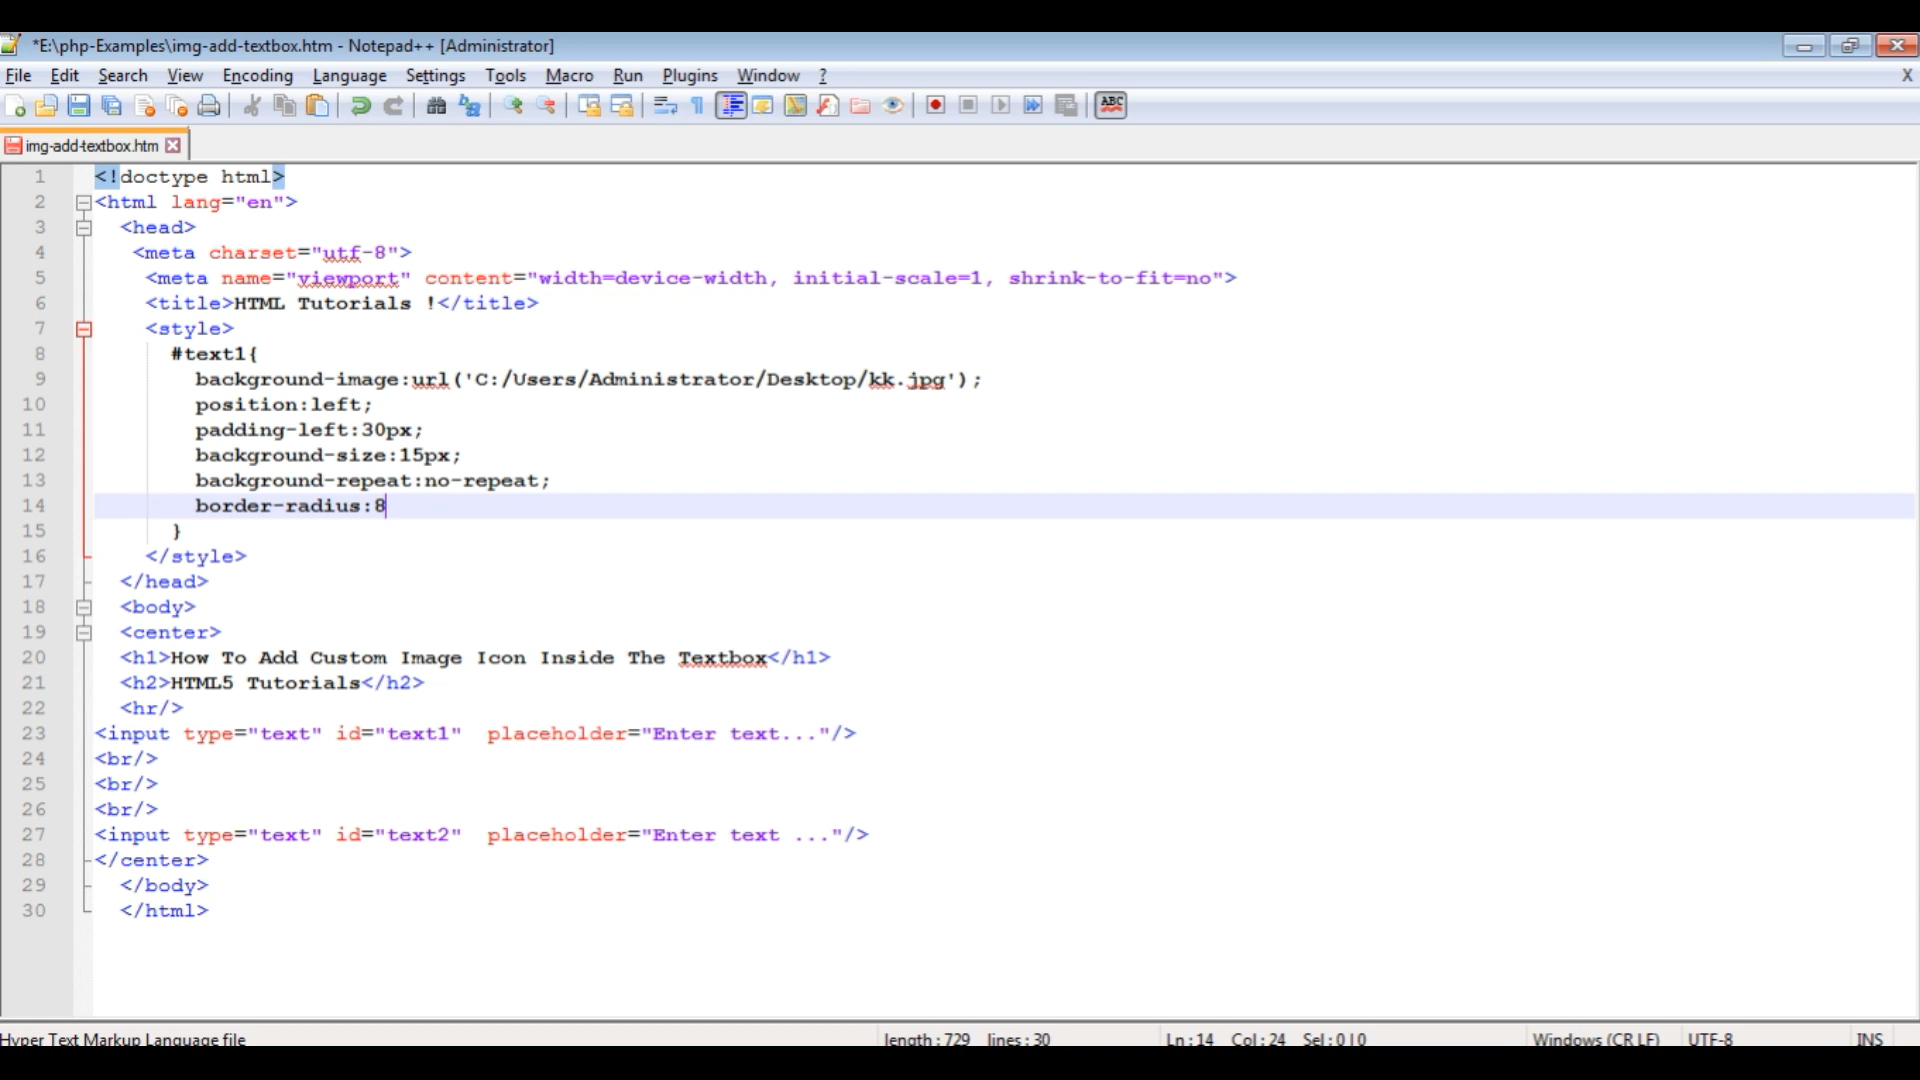 *E:\php-Examples\img-add-textbox.htm - Notepad++ [Administrator]
File Edit Search View Encoding Language Settings Tools Macro Run Plugins Window ? X
ABC
img-add-textbox.htm
1 <!doctype html>
2 <html lang="en">
3 <head>
4 <meta charset="utf-8">
5 <meta name="viewport" content="width=device-width, initial-scale=1, shrink-to-fit=no">
6 <title>HTML Tutorials !</title>
7 <style>
8 #text1{
9 background-image:url('C:/Users/Administrator/Desktop/kk.jpg');
10 position:left;
11 padding-left:30px;
12 background-size:15px;
13 background-repeat:no-repeat;
14 border-radius:8
15 }
16 </style>
17 </head>
18 <body>
19 <center>
20 <h1>How To Add Custom Image Icon Inside The Textbox</h1>
21 <h2>HTML5 Tutorials</h2>
22 <hr/>
23 <input type="text" id="text1"  placeholder="Enter text..."/>
24 <br/>
25 <br/>
26 <br/>
27 <input type="text" id="text2"  placeholder="Enter text ..."/>
28 </center>
29 </body>
30 </html>
Hyper Text Markup Language file length : 729 lines : 30 Ln : 14 Col : 24 Sel : 0 | 0 Windows (CR LF) UTF-8 INS